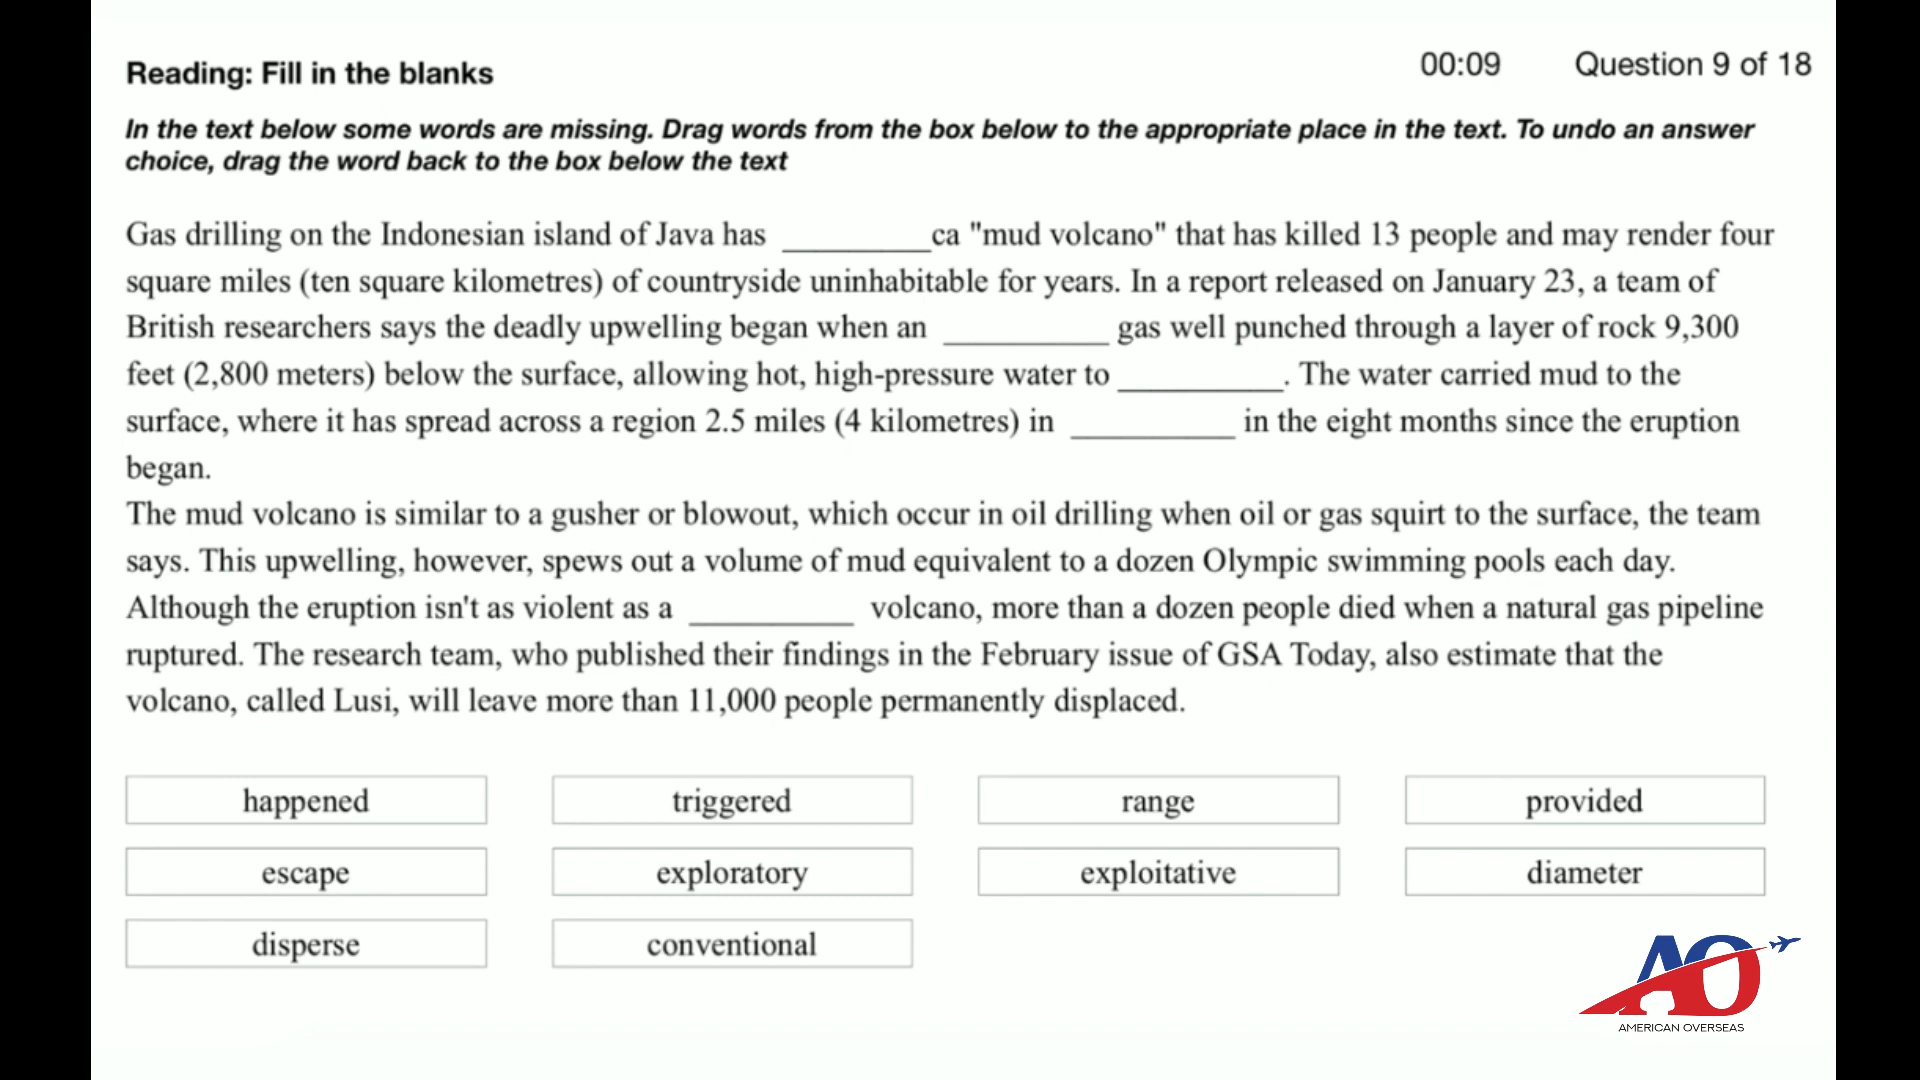 Reading: Fill in the blanks
00:09 Question 9 of 18
In the text below some words are missing. Drag words from the box below to the appropriate place in the text. To undo an answer
choice, drag the word back to the box below the text
Gas drilling on the Indonesian island of Java has _________ca "mud volcano" that has killed 13 people and may render four
square miles (ten square kilometres) of countryside uninhabitable for years. In a report released on January 23, a team of
British researchers says the deadly upwelling began when an __________ gas well punched through a layer of rock 9,300
feet (2,800 meters) below the surface, allowing hot, high-pressure water to __________. The water carried mud to the
surface, where it has spread across a region 2.5 miles (4 kilometres) in __________ in the eight months since the eruption
began.
The mud volcano is similar to a gusher or blowout, which occur in oil drilling when oil or gas squirt to the surface, the team
says. This upwelling, however, spews out a volume of mud equivalent to a dozen Olympic swimming pools each day.
Although the eruption isn't as violent as a __________ volcano, more than a dozen people died when a natural gas pipeline
ruptured. The research team, who published their findings in the February issue of GSA Today, also estimate that the
volcano, called Lusi, will leave more than 11,000 people permanently displaced.
happened triggered range provided
escape exploratory exploitative diameter
disperse conventional
AO
AMERICAN OVERSEAS